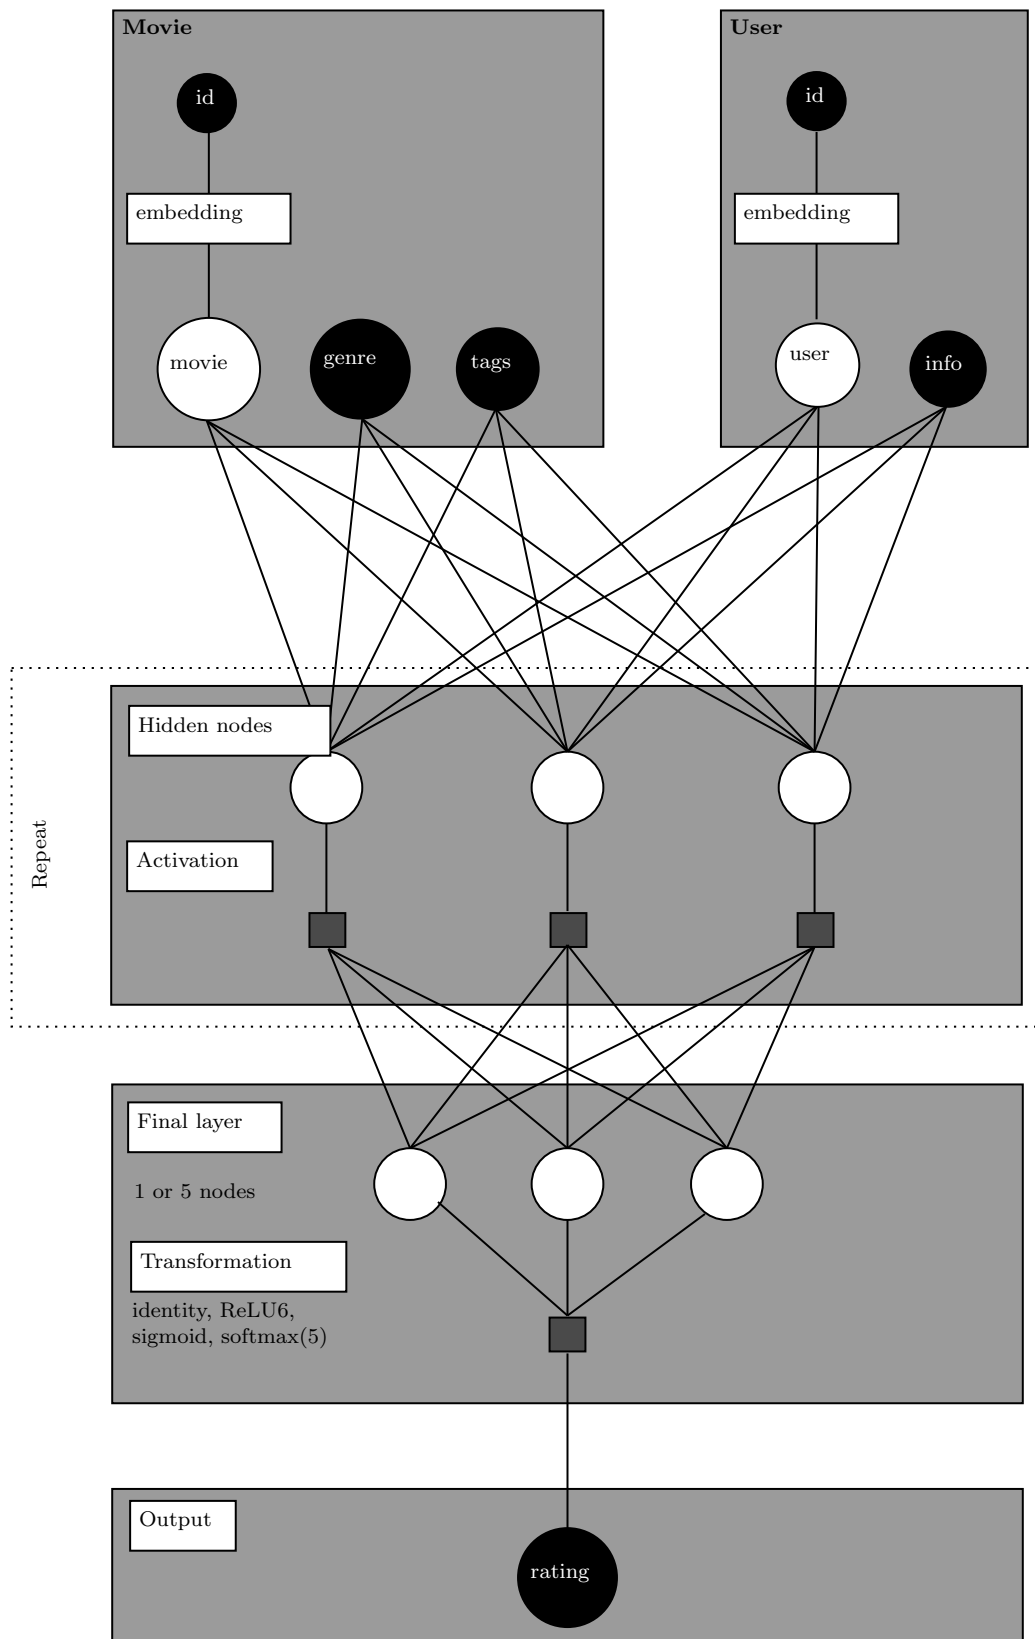 Movie
User
id
id
embedding
embedding
movie
genre
tags
user
info
Hidden nodes
Repeat
Activation
Final layer
1 or 5 nodes
Transformation
identity, ReLU6,
sigmoid, softmax(5)
Output
rating